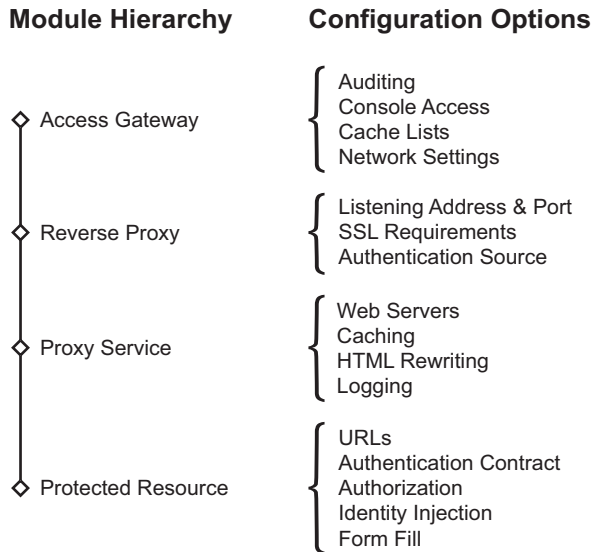 Module Hierarchy
Configuration Options
Access Gateway
Auditing
Console Access
Cache Lists
Network Settings
Reverse Proxy
Listening Address & Port
SSL Requirements
Authentication Source
Proxy Service
Web Servers
Caching
HTML Rewriting
Logging
Protected Resource
URLs
Authentication Contract
Authorization
Identity Injection
Form Fill